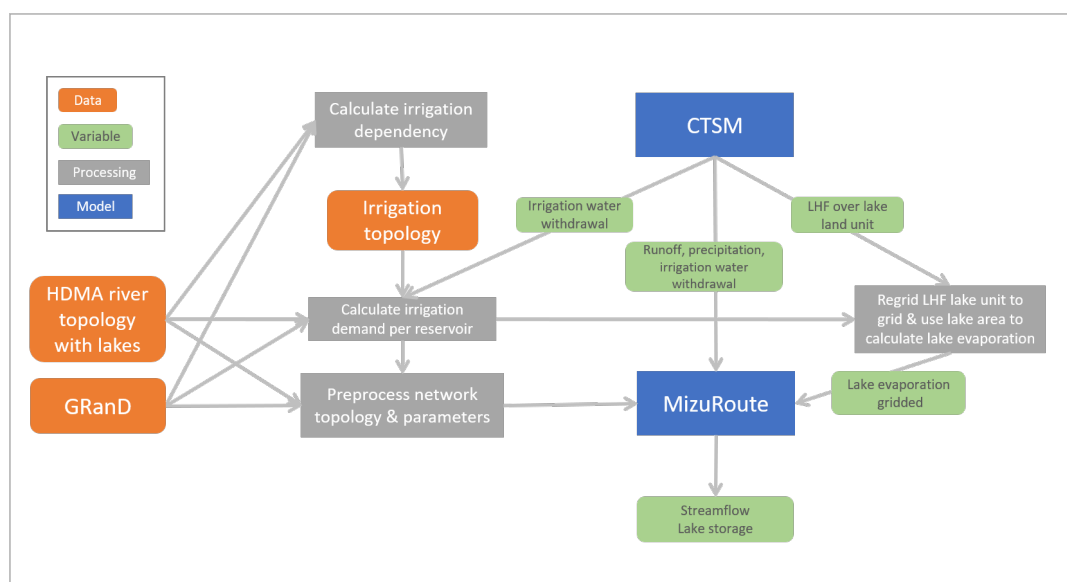 Data
Variable
Processing
Model
Calculate irrigation
dependency
CTSM
Irrigation
topology
Irrigation water
withdrawal
LHF over lake
land unit
Runoff, precipitation,
irrigation water
withdrawal
HDMA river
topology
with lakes
Calculate irrigation
demand per reservoir
Regrid LHF lake unit to
grid & use lake area to
calculate lake evaporation
GRanD
Preprocess network
topology & parameters
MizuRoute
Lake evaporation
gridded
Streamflow
Lake storage